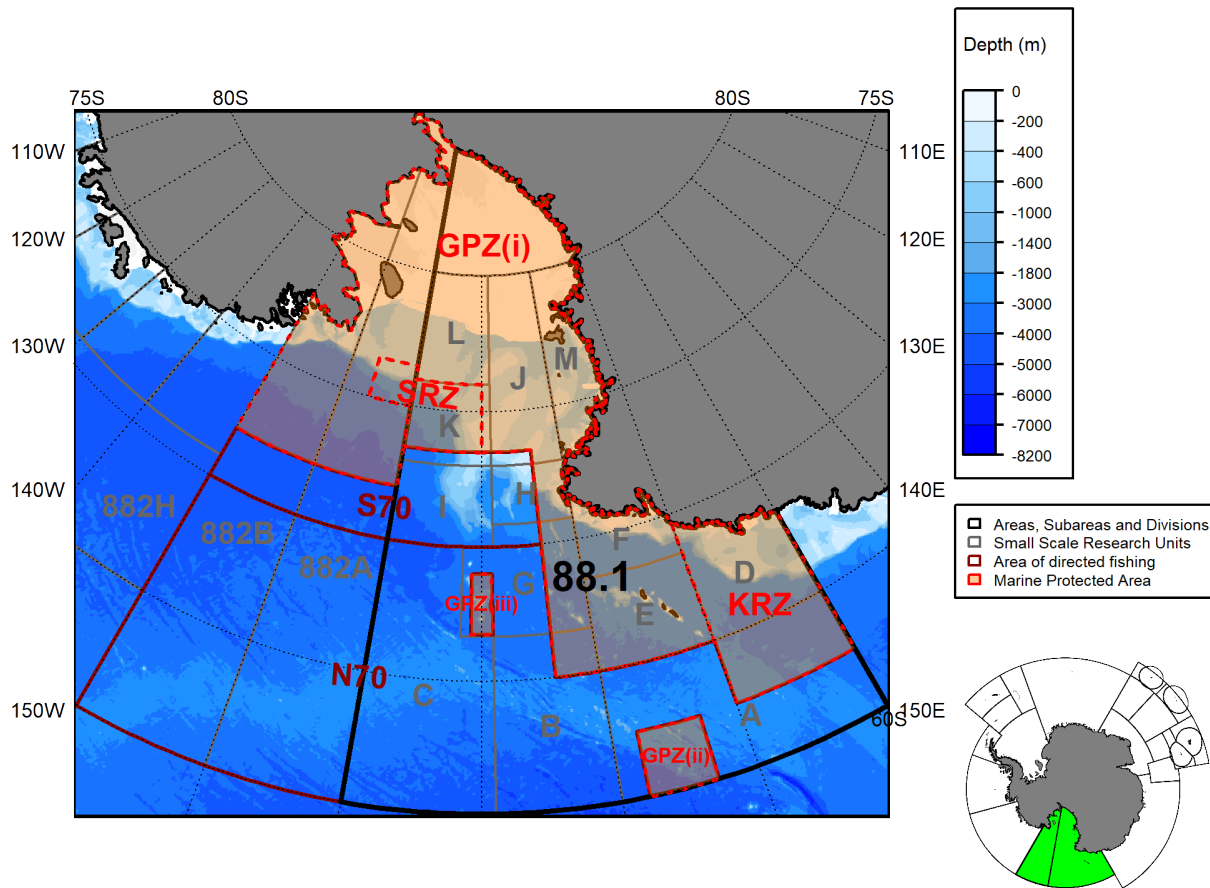 75S
80S
80S
75S
110W
120W
130W
140W
150W
110E
120E
130E
140E
150E
60S
GPZ(i)
L
M
J
SRZ
K
S70
I
H
882H
882B
882A
F
D
88.1
G
GPZ(iii)
E
KRZ
N70
C
B
A
GPZ(ii)
Depth (m)
0
-200
-400
-600
-1000
-1200
-1800
-3000
-4000
-5000
-6000
-7000
-8200
Areas, Subareas and Divisions
Small Scale Research Units
Area of directed fishing
Marine Protected Area